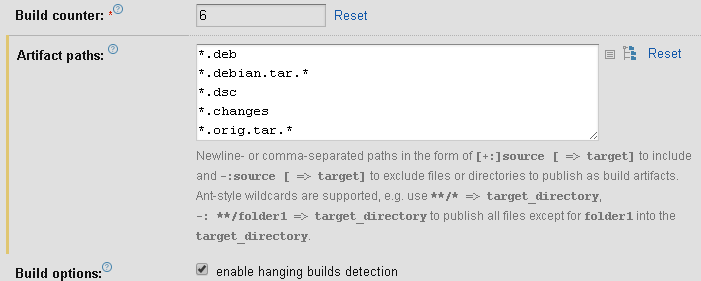 Build counter: * ? 6 Reset
Artifact paths: ? *.deb Reset
*.debian.tar.*
*.dsc
*.changes
*.orig.tar.*
Newline- or comma-separated paths in the form of [+:]source [ => target] to include
and -:source [ => target] to exclude files or directories to publish as build artifacts.
Ant-style wildcards are supported, e.g. use **/* => target_directory,
-: **/folder1 => target_directory to publish all files except for folder1 into the
target_directory.
Build options: ? enable hanging builds detection